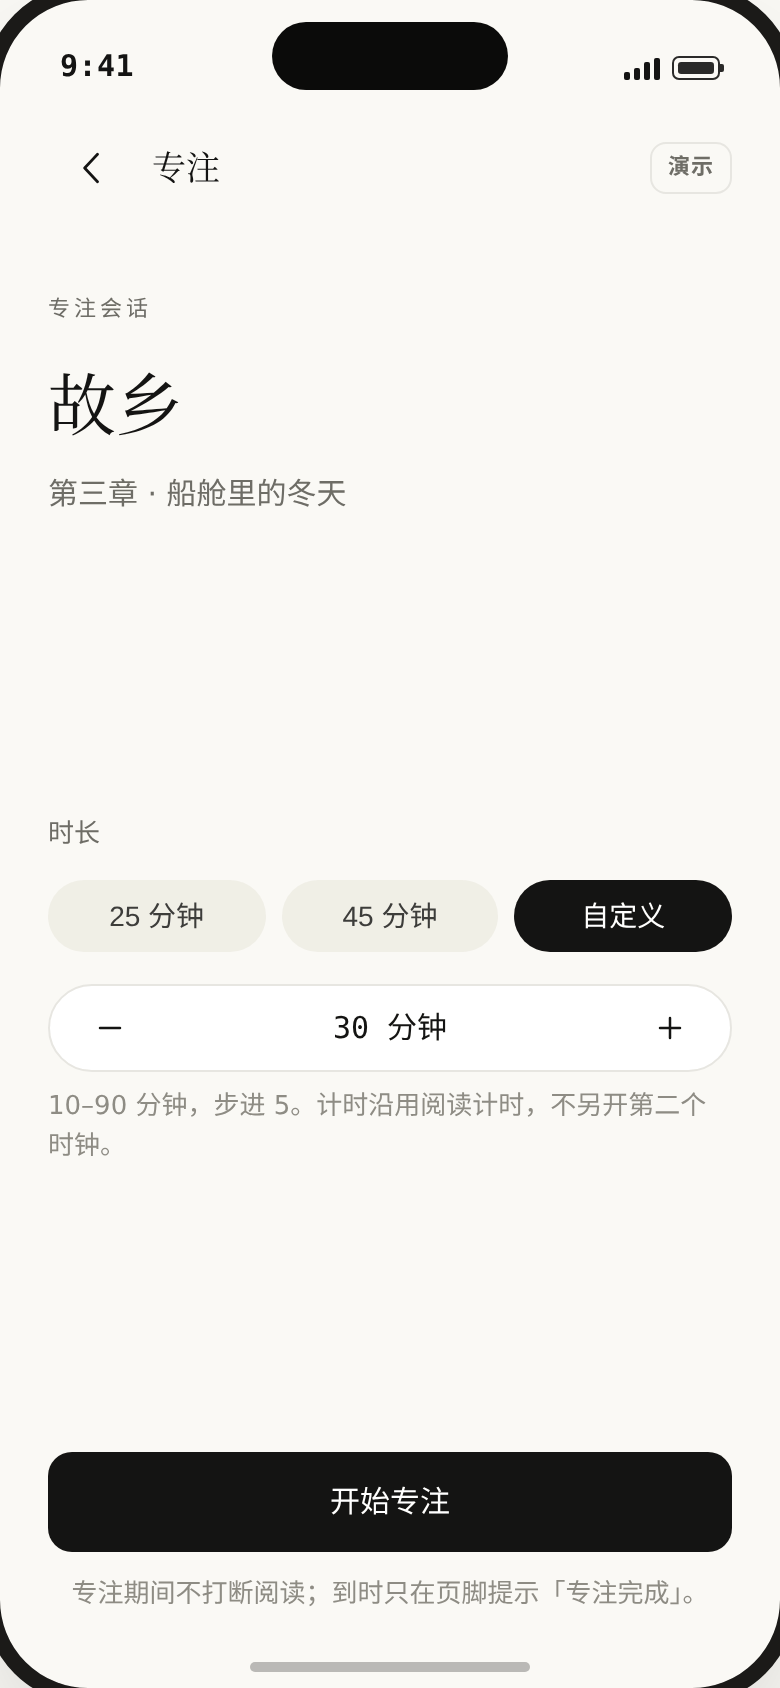 9:41
专注
演示
专注会话
故乡
第三章 · 船舱里的冬天
时长
25 分钟
45 分钟
自定义
− 30 分钟 +
10–90 分钟，步进 5。计时沿用阅读计时，不另开第二个
时钟。
开始专注
专注期间不打断阅读；到时只在页脚提示「专注完成」。